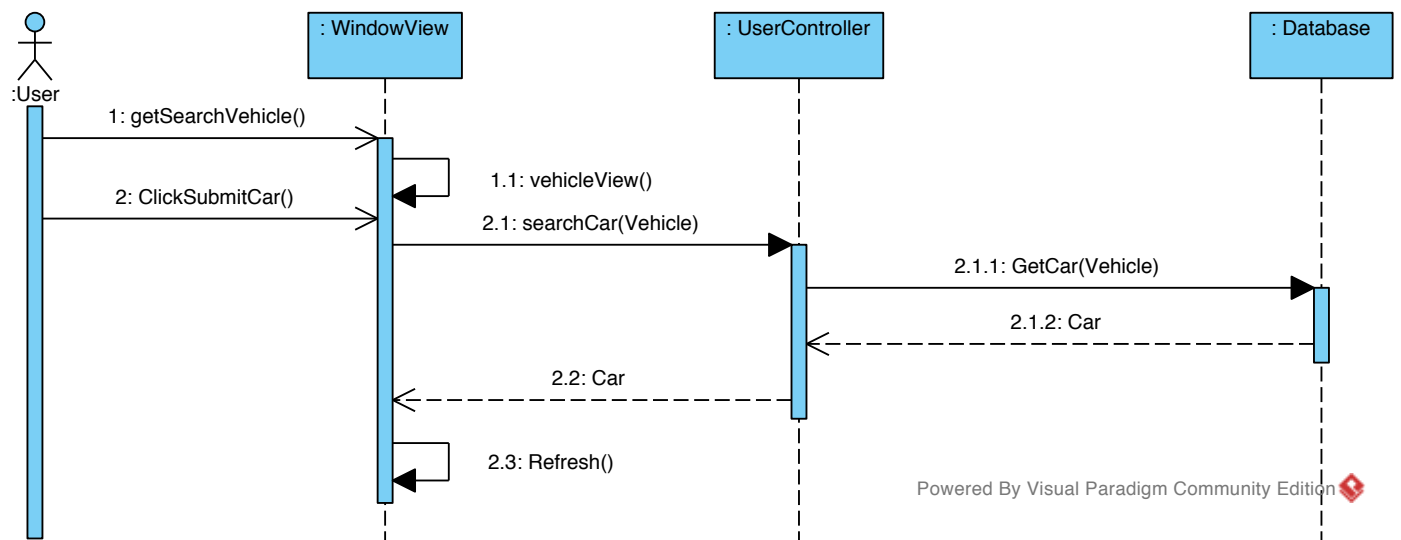 : WindowView
: UserController
: Database
:User
1: getSearchVehicle()
1.1: vehicleView()
2: ClickSubmitCar()
2.1: searchCar(Vehicle)
2.1.1: GetCar(Vehicle)
2.1.2: Car
2.2: Car
2.3: Refresh()
Powered By Visual Paradigm Community Edition